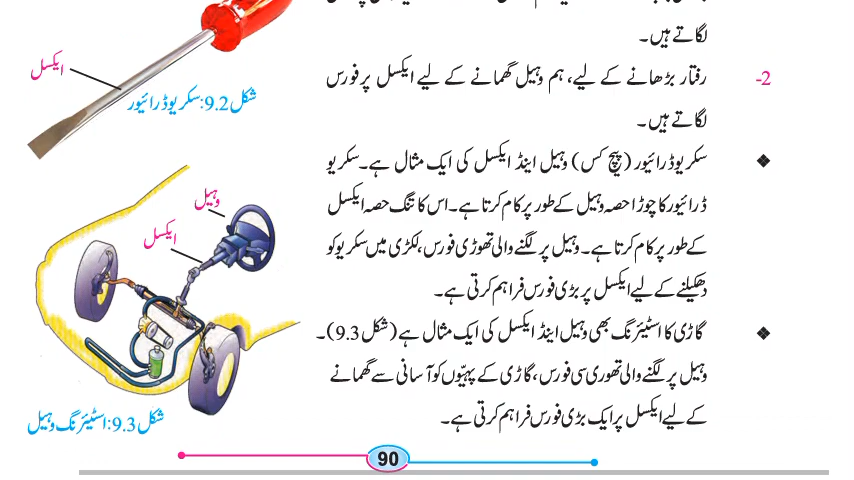 لگاتے ہیں۔
-2 رفتار بڑھانے کے لیے، ہم وہیل گھمانے کے لیے ایکسل پر فورس
لگاتے ہیں۔
❖ سکریوڈرائیور (پیچ کس) وہیل اینڈ ایکسل کی ایک مثال ہے۔ سکریو
ڈرائیور کا چوڑا حصہ وہیل کے طور پر کام کرتا ہے۔ اس کا تنگ حصہ ایکسل
کے طور پر کام کرتا ہے۔ وہیل پر لگنے والی تھوڑی فورس، لکڑی میں سکریو کو
دھکیلنے کے لیے ایکسل پر بڑی فورس فراہم کرتی ہے۔
❖ گاڑی کا اسٹیئرنگ بھی وہیل اینڈ ایکسل کی ایک مثال ہے (شکل 9.3)۔
وہیل پر لگنے والی تھوری سی فورس، گاڑی کے پہیّوں کو آسانی سے گھمانے
کے لیے ایکسل پر ایک بڑی فورس فراہم کرتی ہے۔
ایکسل
شکل 9.2: سکریوڈرائیور
وہیل
ایکسل
شکل 9.3: اسٹیئرنگ وہیل
90